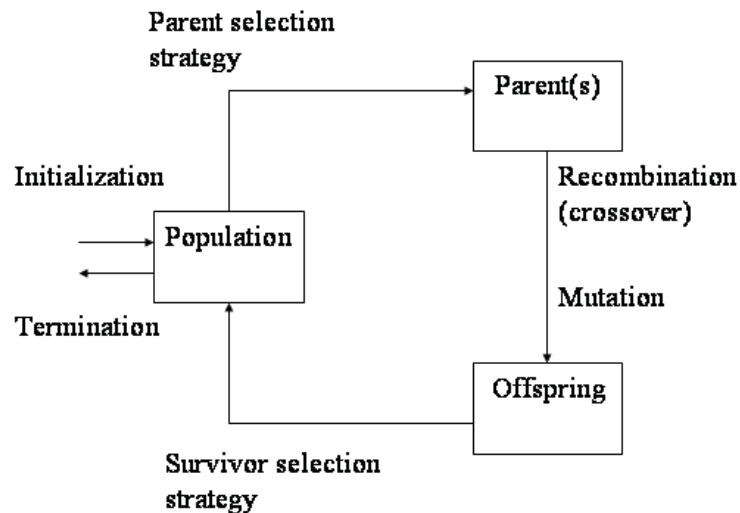 Parent selection
strategy
Parent(s)
Initialization
Recombination
(crossover)
Population
Mutation
Termination
Offspring
Survivor selection
strategy